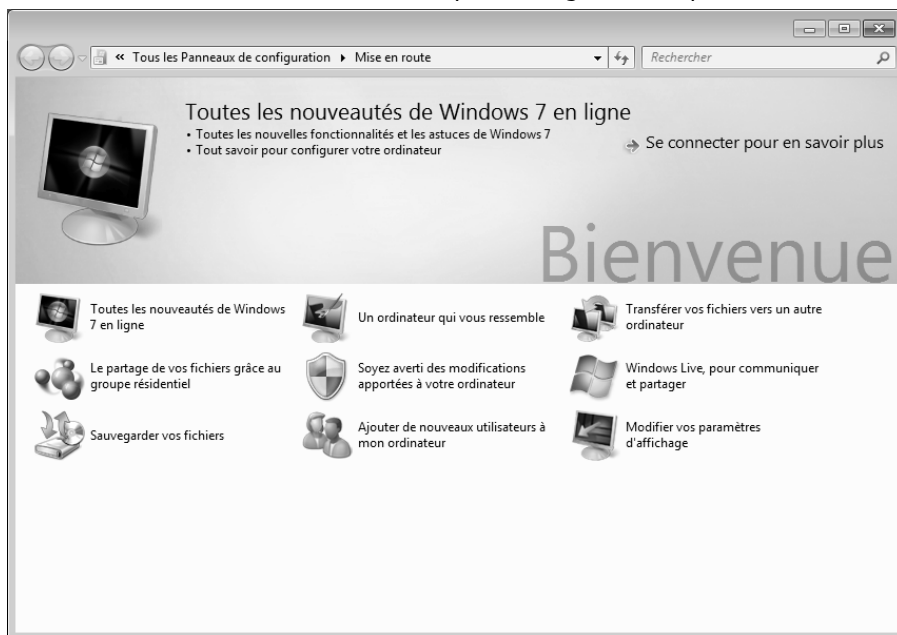 « Tous les Panneaux de configuration ▸ Mise en route
Rechercher
Toutes les nouveautés de Windows 7 en ligne
• Toutes les nouvelles fonctionnalités et les astuces de Windows 7
• Tout savoir pour configurer votre ordinateur
Se connecter pour en savoir plus
Bienvenue
Toutes les nouveautés de Windows
7 en ligne
Un ordinateur qui vous ressemble
Transférer vos fichiers vers un autre
ordinateur
Le partage de vos fichiers grâce au
groupe résidentiel
Soyez averti des modifications
apportées à votre ordinateur
Windows Live, pour communiquer
et partager
Sauvegarder vos fichiers
Ajouter de nouveaux utilisateurs à
mon ordinateur
Modifier vos paramètres
d'affichage